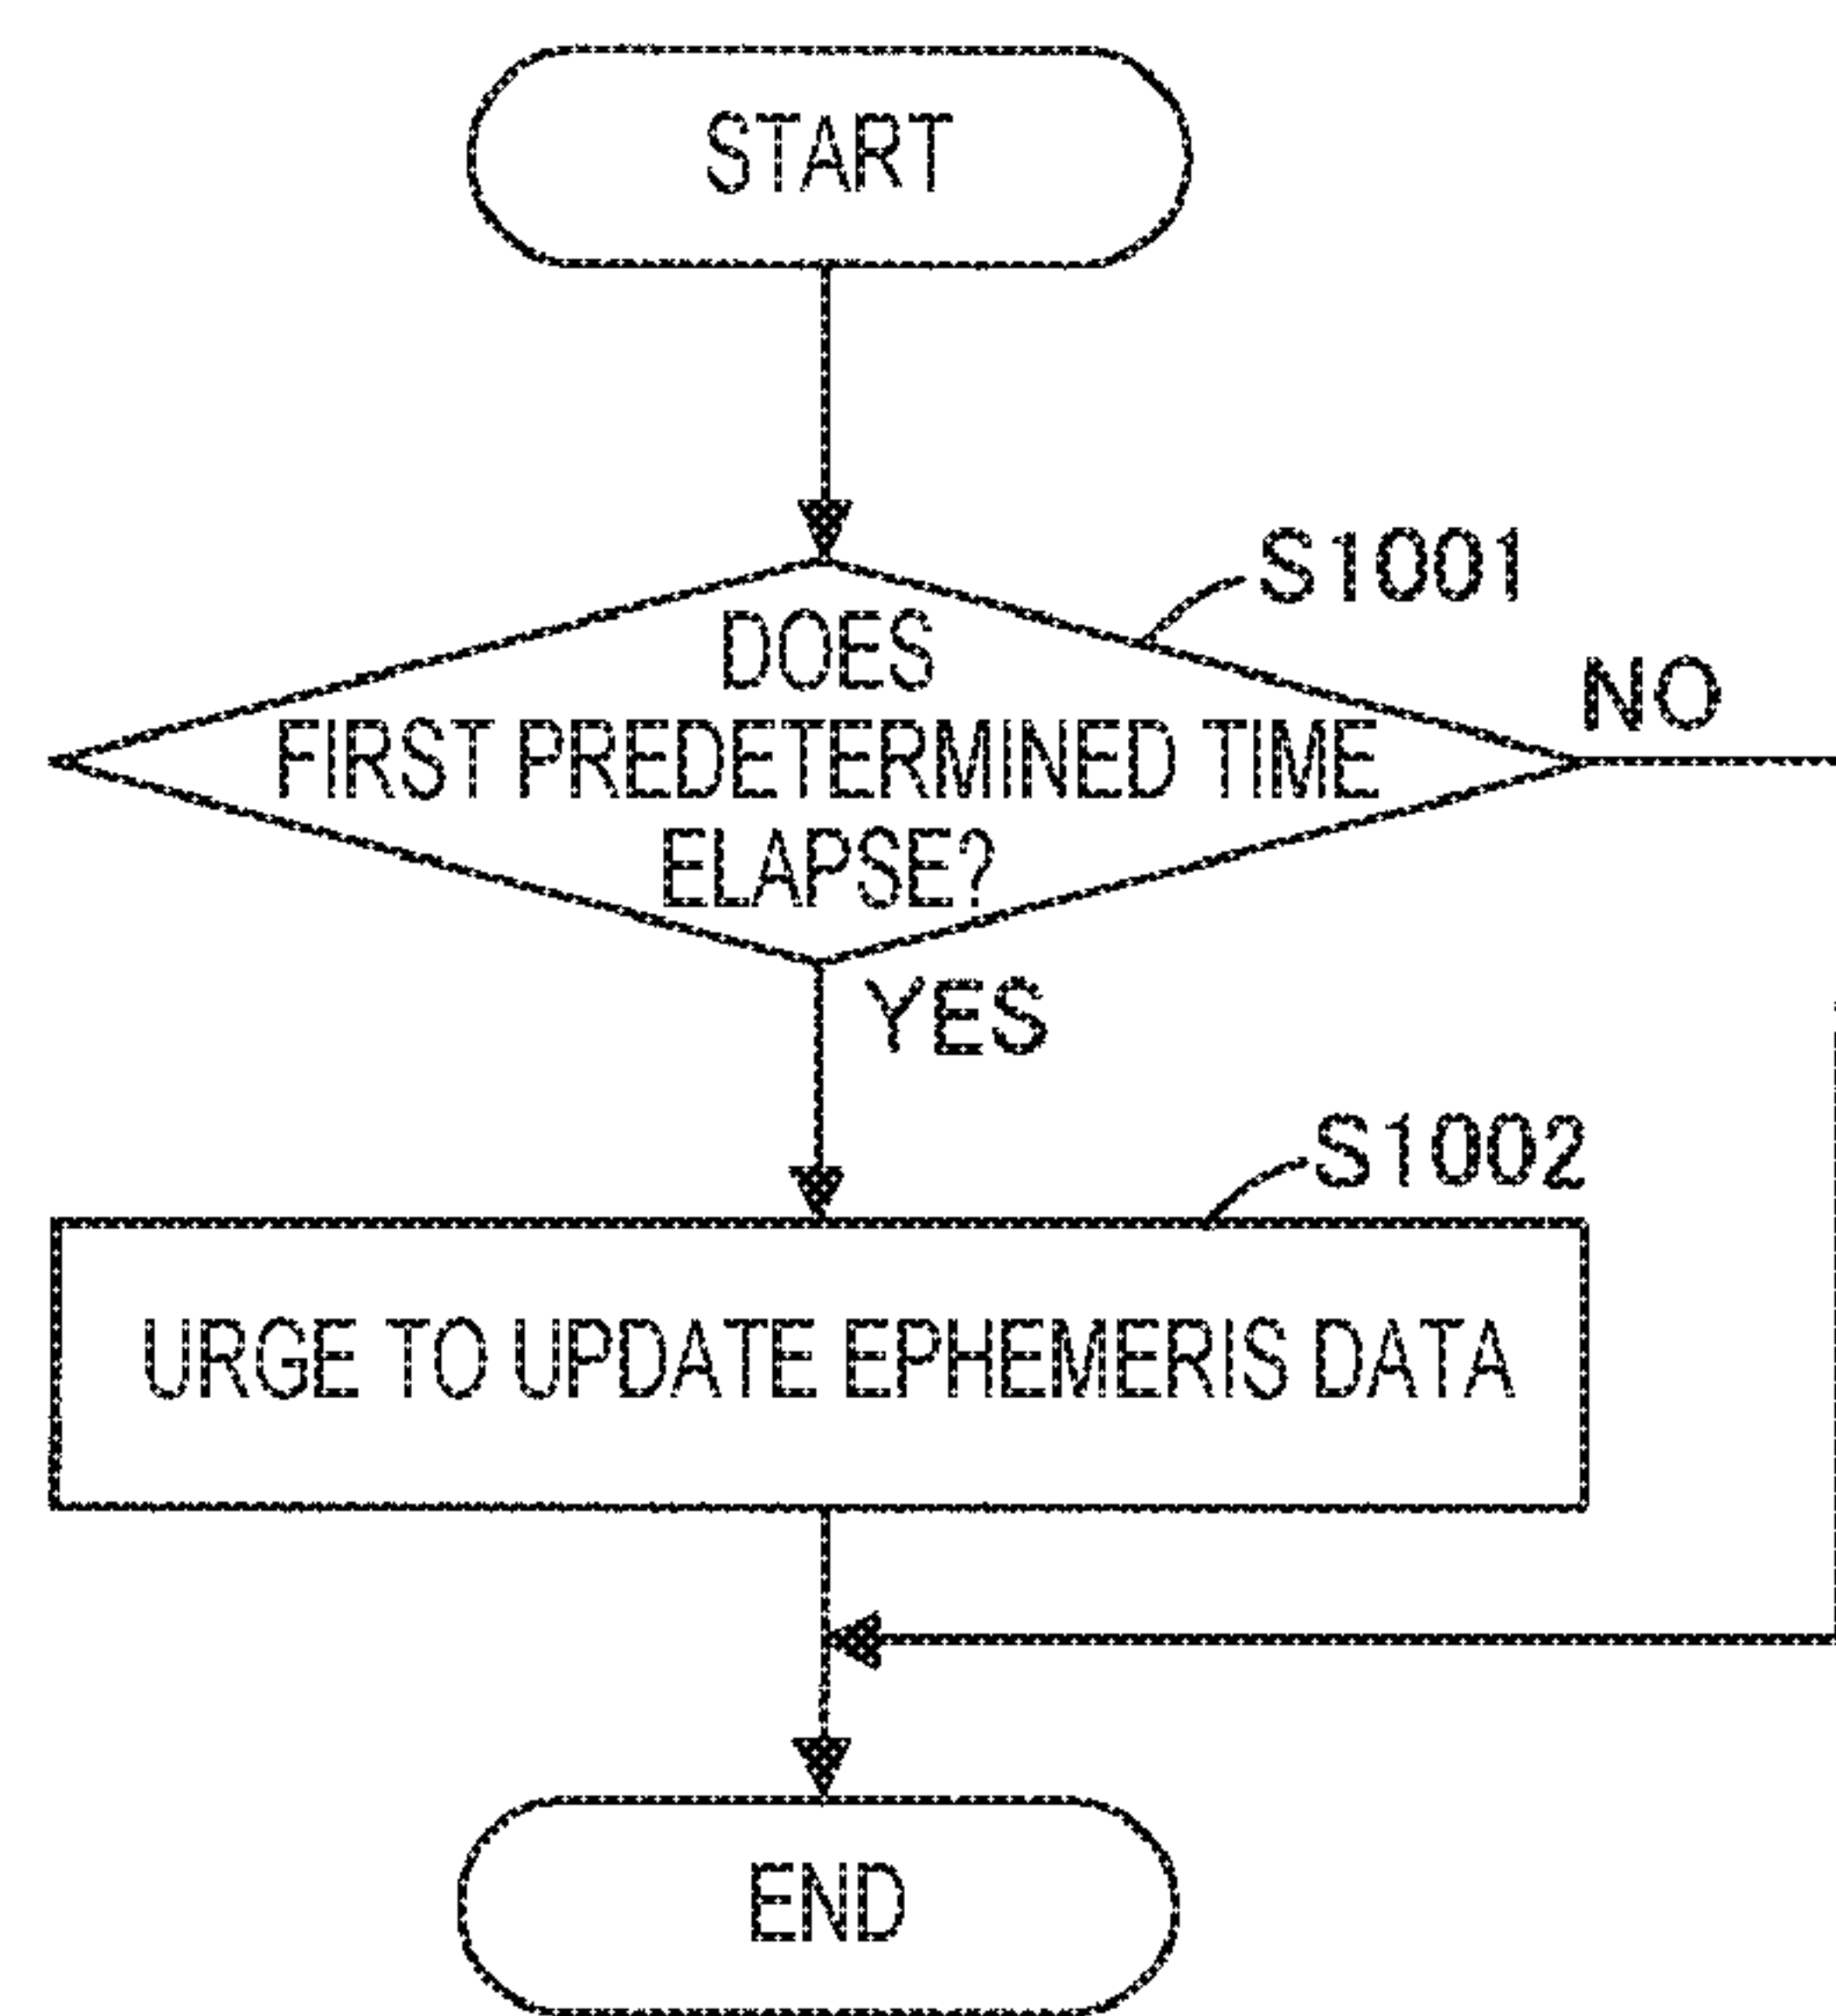 START
S1001
DOES
FIRST PREDETERMINED TIME
ELAPSE?
NO
YES
S1002
URGE TO UPDATE EPHEMERIS DATA
END